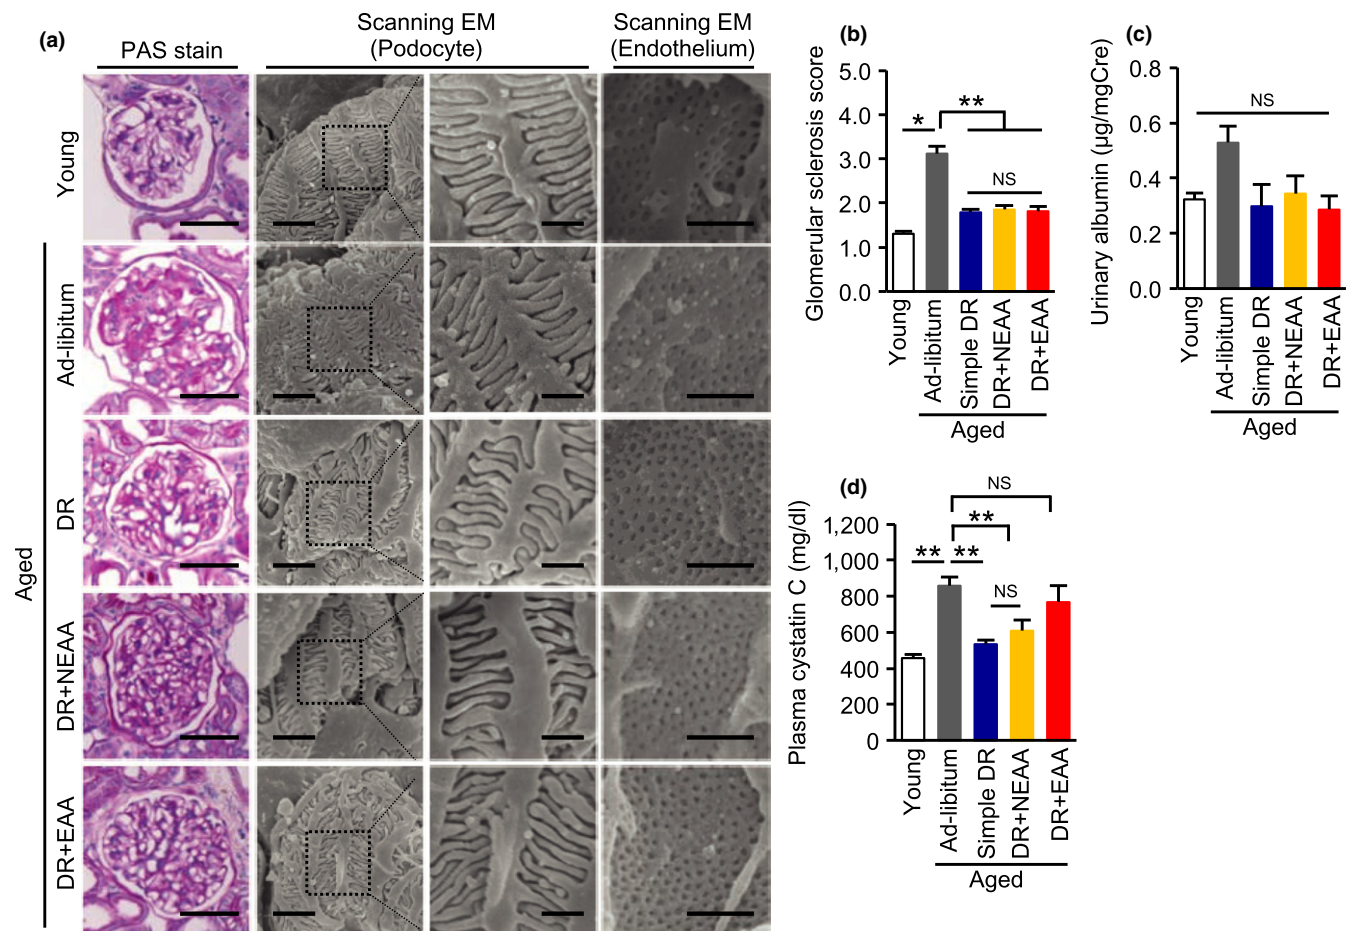 (a)
PAS stain
Scanning EM
(Podocyte)
Scanning EM
(Endothelium)
Young
Ad-libitum
DR
DR+NEAA
DR+EAA
Aged
(b)
Glomerular sclerosis score
5.0
4.0
3.0
2.0
1.0
0.0
*
**
NS
Young
Ad-libitum
Simple DR
DR+NEAA
DR+EAA
Aged
(c)
Urinary albumin (µg/mgCre)
0.8
0.6
0.4
0.2
0.0
NS
Young
Ad-libitum
Simple DR
DR+NEAA
DR+EAA
Aged
(d)
Plasma cystatin C (mg/dl)
1,200
1,000
800
600
400
200
0
NS
**
** **
NS
Young
Ad-libitum
Simple DR
DR+NEAA
DR+EAA
Aged